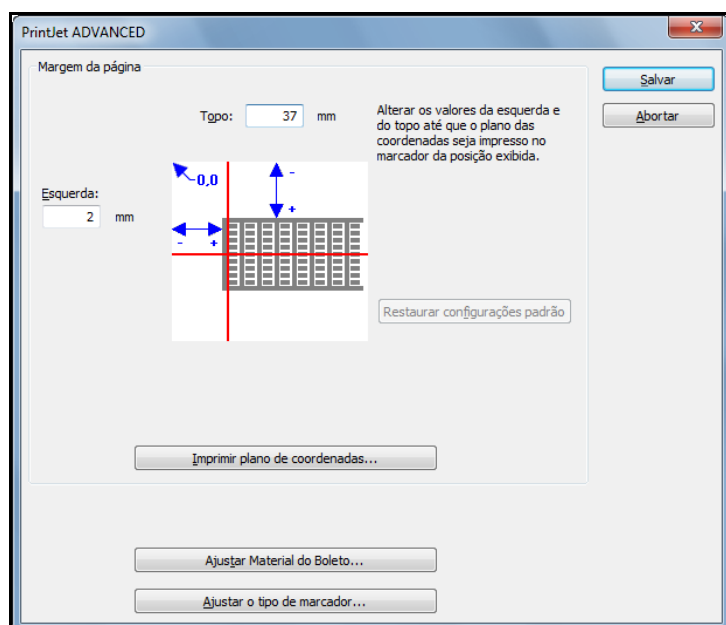 PrintJet ADVANCED
Margem da página
Topo: 37 mm
Alterar os valores da esquerda e
do topo até que o plano das
coordenadas seja impresso no
marcador da posição exibida.
Salvar
Abortar
Esquerda:
2 mm
0,0
-
+
- +
Restaurar configurações padrão
Imprimir plano de coordenadas...
Ajustar Material do Boleto...
Ajustar o tipo de marcador...